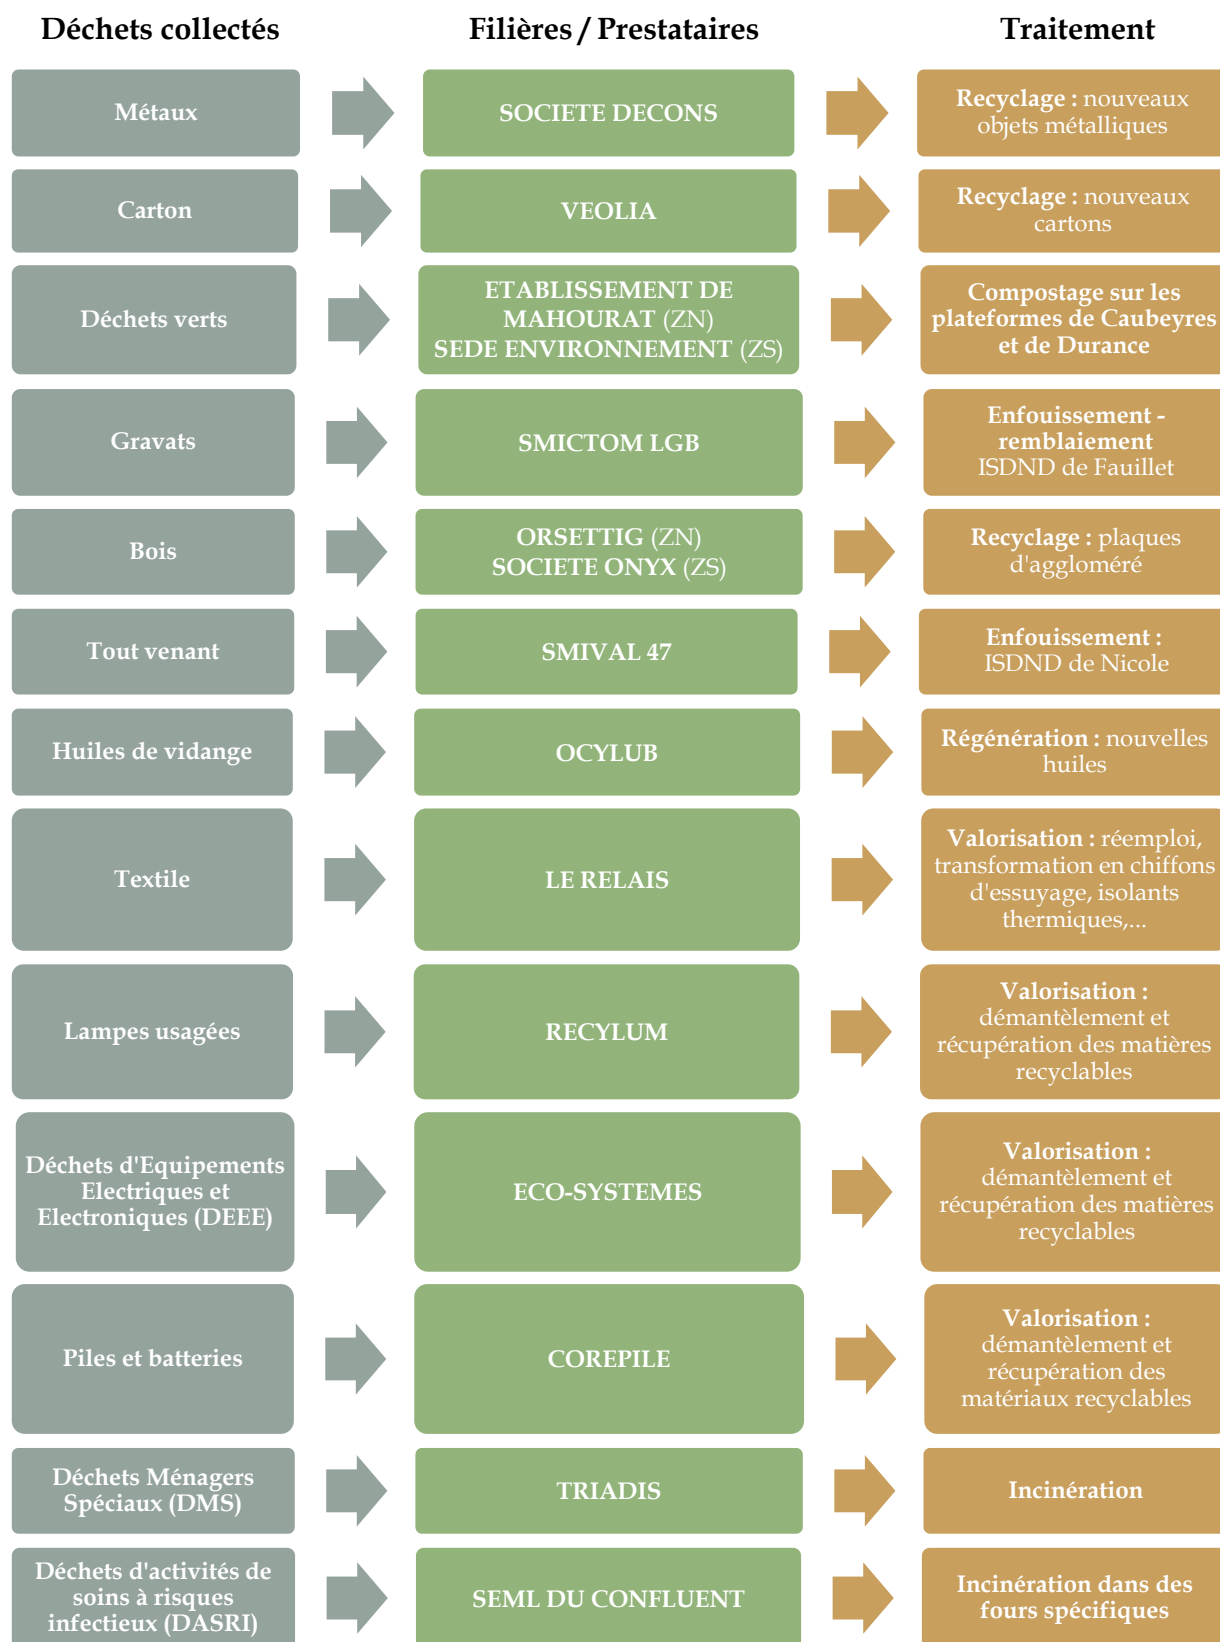 Déchets collectés
Filières / Prestataires
Traitement
Métaux
SOCIETE DECONS
Recyclage : nouveaux
objets métalliques
Carton
VEOLIA
Recyclage : nouveaux
cartons
Déchets verts
ETABLISSEMENT DE
MAHOURAT (ZN)
SEDE ENVIRONNEMENT (ZS)
Compostage sur les
plateformes de Caubeyres
et de Durance
Gravats
SMICTOM LGB
Enfouissement -
remblaiement
ISDND de Fauillet
Bois
ORSETTIG (ZN)
SOCIETE ONYX (ZS)
Recyclage : plaques
d'aggloméré
Tout venant
SMIVAL 47
Enfouissement :
ISDND de Nicole
Huiles de vidange
OCYLUB
Régénération : nouvelles
huiles
Textile
LE RELAIS
Valorisation : réemploi,
transformation en chiffons
d'essuyage, isolants
thermiques,...
Lampes usagées
RECYLUM
Valorisation :
démantèlement et
récupération des matières
recyclables
Déchets d'Equipements
Electriques et
Electroniques (DEEE)
ECO-SYSTEMES
Valorisation :
démantèlement et
récupération des matières
recyclables
Piles et batteries
COREPILE
Valorisation :
démantèlement et
récupération des
matériaux recyclables
Déchets Ménagers
Spéciaux (DMS)
TRIADIS
Incinération
Déchets d'activités de
soins à risques
infectieux (DASRI)
SEML DU CONFLUENT
Incinération dans des
fours spécifiques